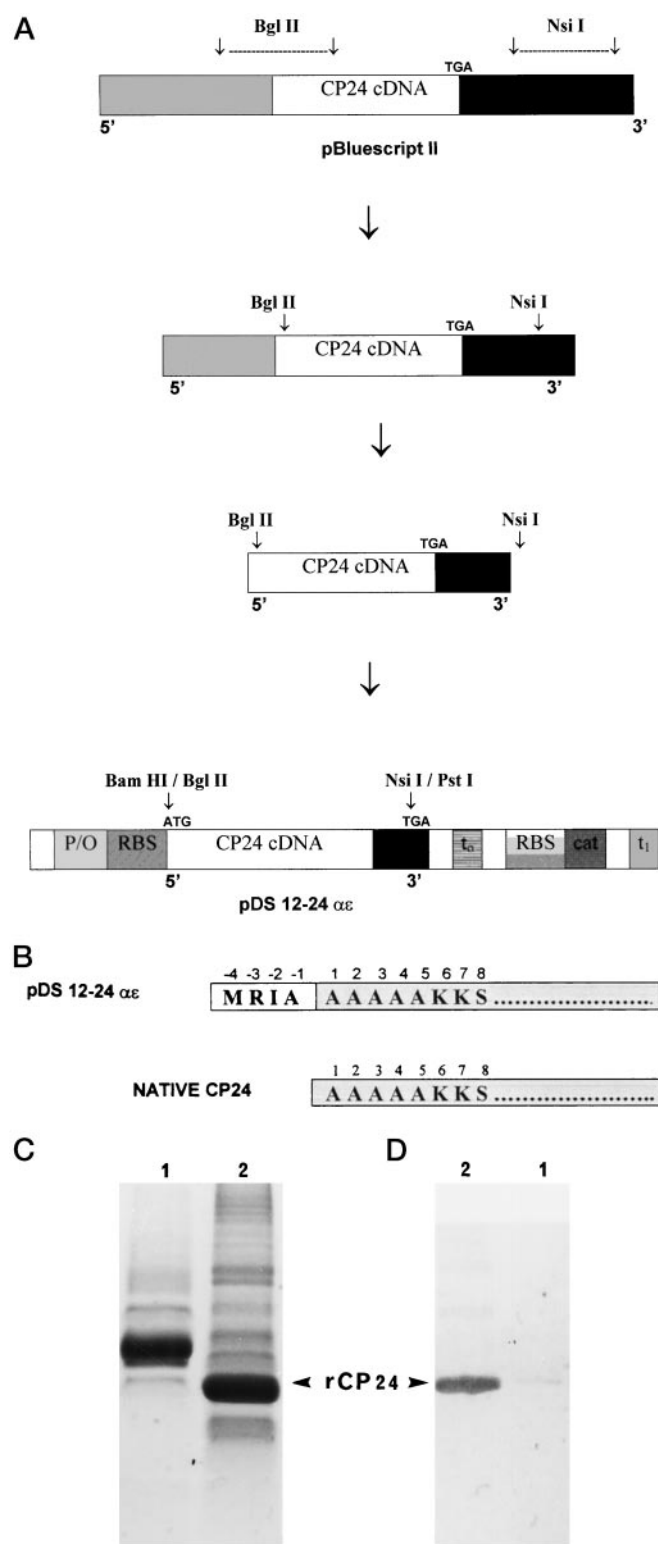 A
Bgl II
Nsi I
TGA
CP24 cDNA
5’
3’
pBluescript II
Bgl II
Nsi I
TGA
CP24 cDNA
5’
3’
Bgl II
Nsi I
TGA
CP24 cDNA
5’
3’
Bam HI / Bgl II
Nsi I / Pst I
ATG
TGA
P/O RBS CP24 cDNA t₀ RBS cat t₁
5’
3’
pDS 12-24 αε
B
-4 -3 -2 -1 1 2 3 4 5 6 7 8
pDS 12-24 αε
M R I A A A A A A K K S ........................
1 2 3 4 5 6 7 8
NATIVE CP24
A A A A A K K S ........................
C
D
1 2
2 1
rCP24